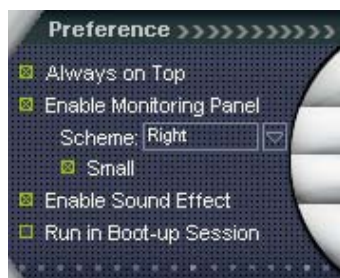 Preference >>>>>>>>>>>
Always on Top
Enable Monitoring Panel
Scheme: Right
Small
Enable Sound Effect
Run in Boot-up Session